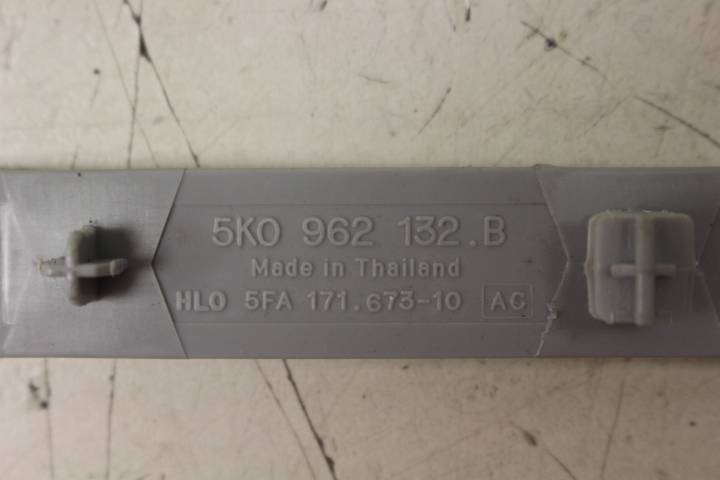 5K0 962 132.B
Made in Thailand
HLO 5FA 171.673-10 AC